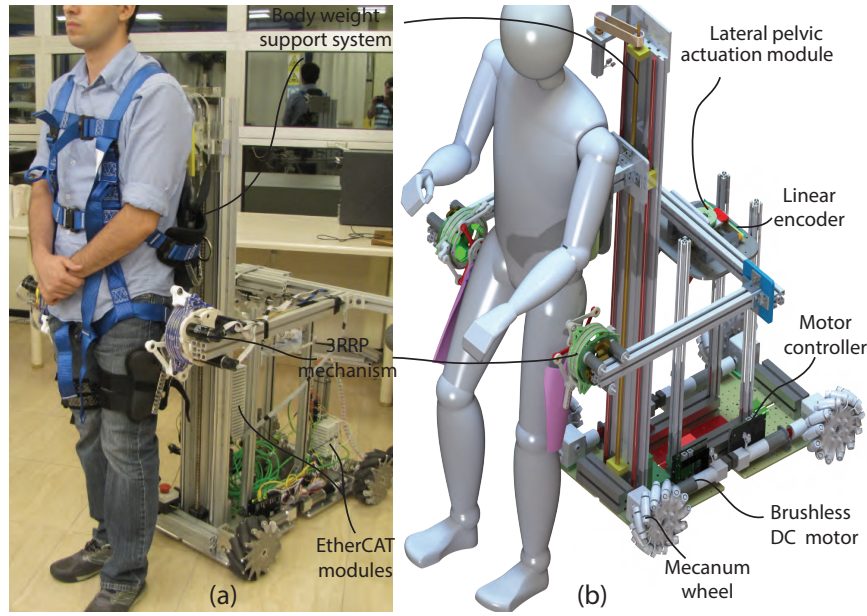 Body weight
support system
3RRP
mechanism
EtherCAT
modules
(a)
Lateral pelvic
actuation module
Linear
encoder
Motor
controller
Brushless
DC motor
Mecanum
wheel
(b)